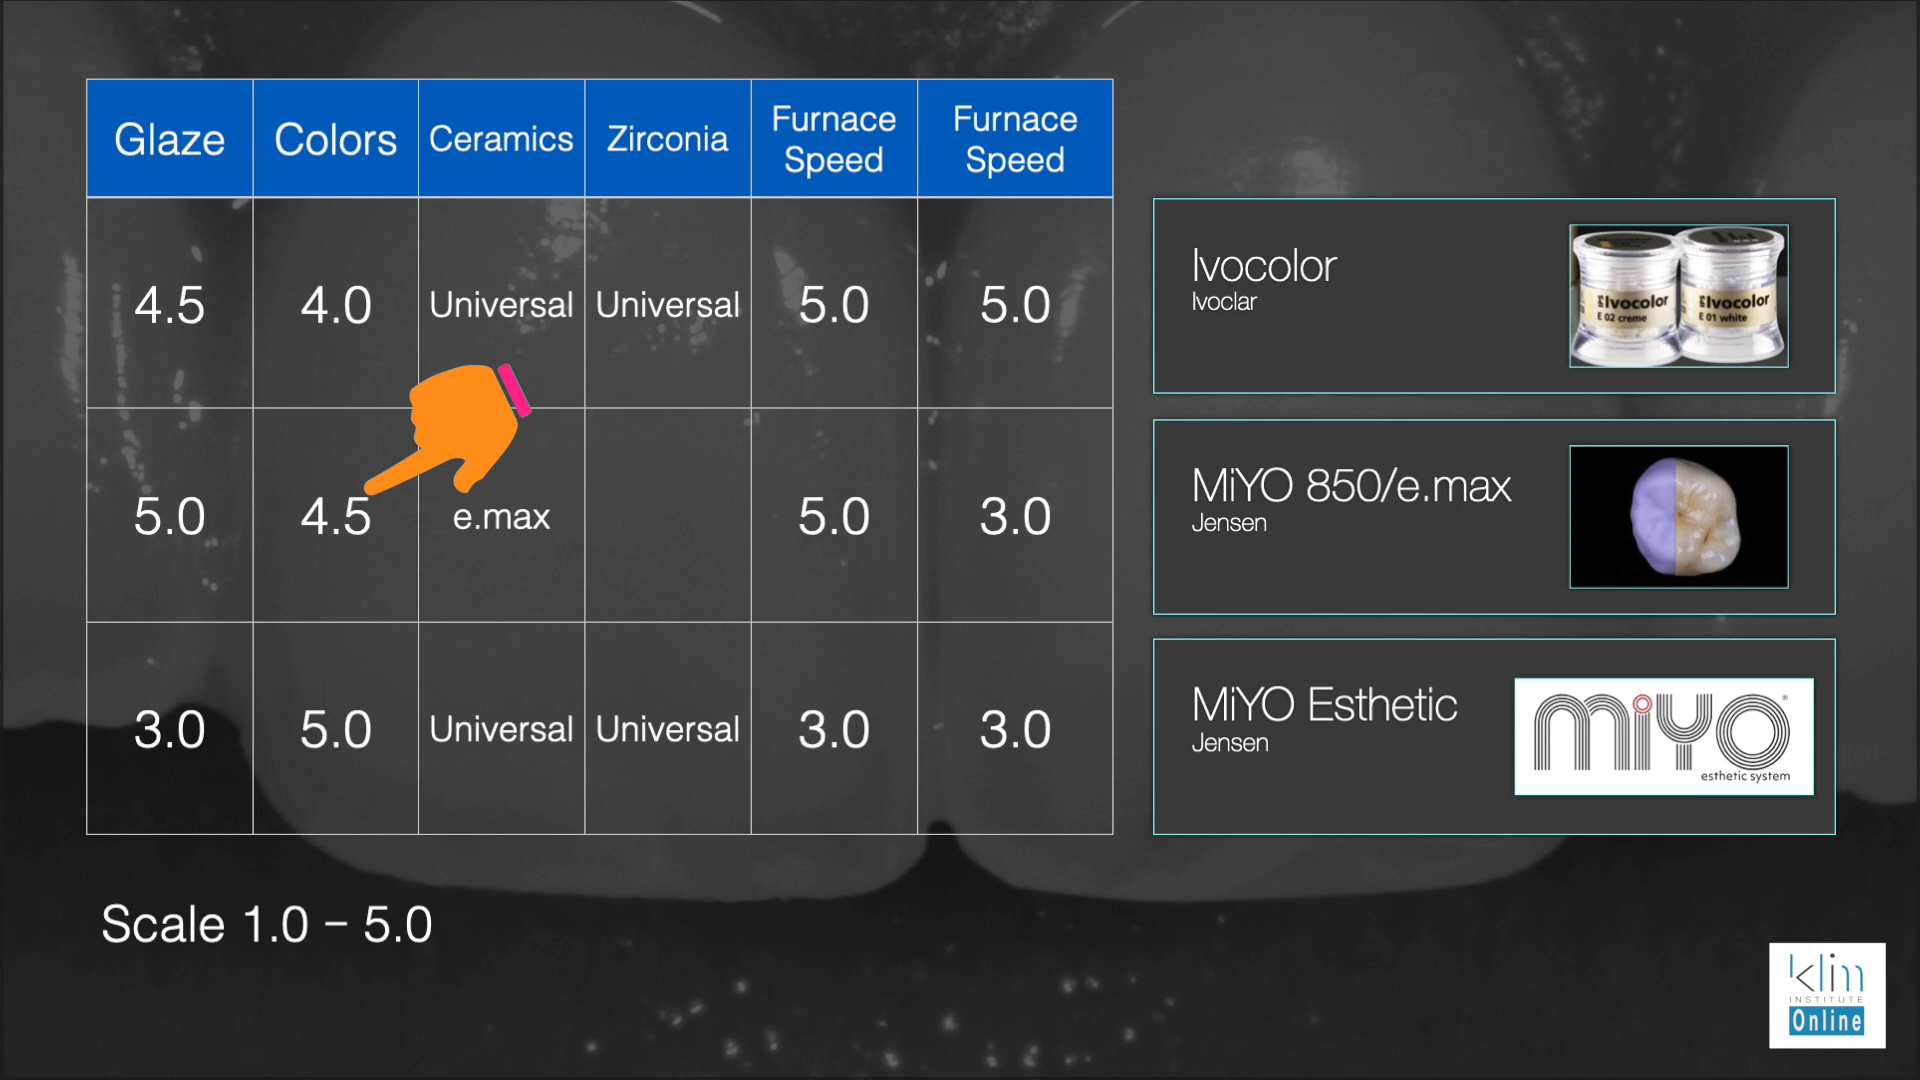 Glaze
Colors
Ceramics
Zirconia
Furnace
Speed
Furnace
Speed
4.5
4.0
Universal
Universal
5.0
5.0
5.0
4.5
e.max
5.0
3.0
3.0
5.0
Universal
Universal
3.0
3.0
Ivocolor
Ivoclar
IPS Ivocolor
E 02 creme
IPS Ivocolor
E 01 white
MiYO 850/e.max
Jensen
MiYO Esthetic
Jensen
miYO
esthetic system
Scale 1.0 – 5.0
klim
INSTITUTE
Online